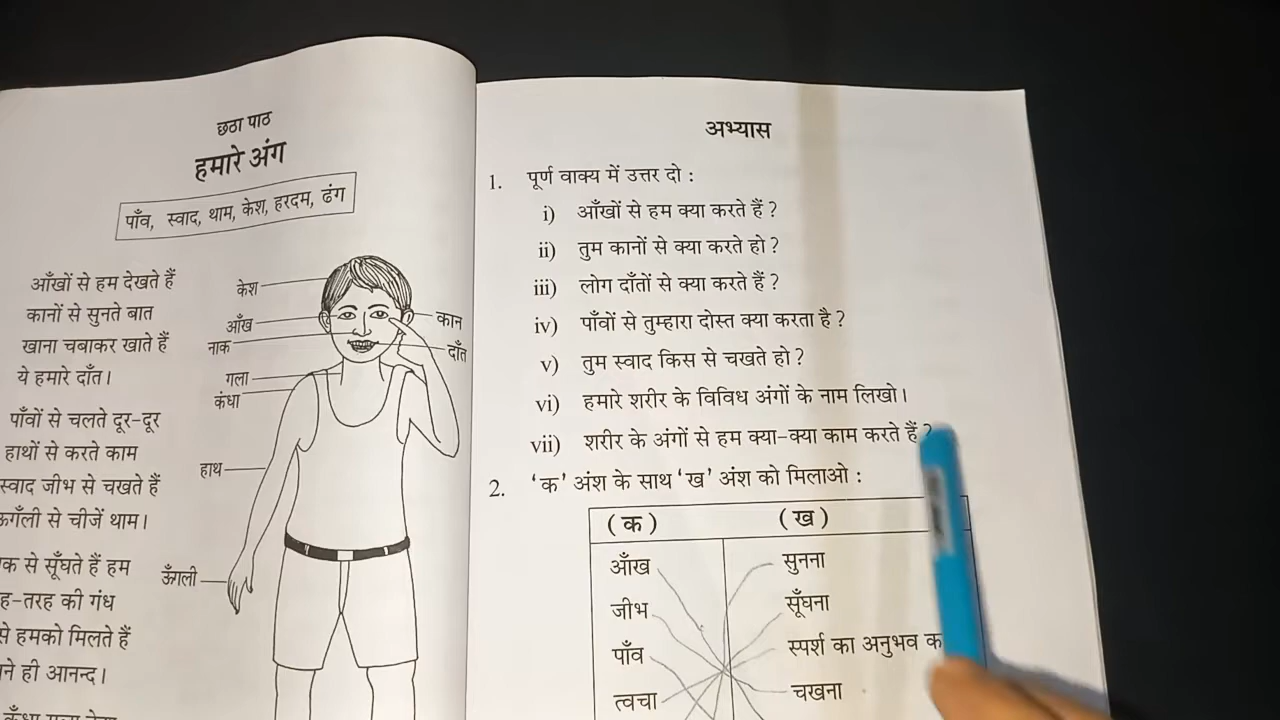 छठा पाठ
हमारे अंग
पाँव, स्वाद, थाम, केश, हरदम, ढंग
आँखों से हम देखते हैं
कानों से सुनते बात
खाना चबाकर खाते हैं
ये हमारे दाँत।
पाँवों से चलते दूर-दूर
हाथों से करते काम
स्वाद जीभ से चखते हैं
ऊगँली से चीजें थाम।
से सूँघते हैं हम
की गंध
से हमको मिलते हैं
ही आनन्द।
केश
आँख
नाक
गला
कंधा
हाथ
ऊँगली
कान
दाँत
अभ्यास
1. पूर्ण वाक्य में उत्तर दो :
i) आँखों से हम क्या करते हैं ?
ii) तुम कानों से क्या करते हो ?
iii) लोग दाँतों से क्या करते हैं ?
iv) पाँवों से तुम्हारा दोस्त क्या करता है ?
v) तुम स्वाद किस से चखते हो ?
vi) हमारे शरीर के विविध अंगों के नाम लिखो।
vii) शरीर के अंगों से हम क्या-क्या काम करते हैं ?
2. 'क' अंश के साथ 'ख' अंश को मिलाओ :
(क) (ख)
आँख सुनना
जीभ सूँघना
पाँव स्पर्श का अनुभव
त्वचा चखना